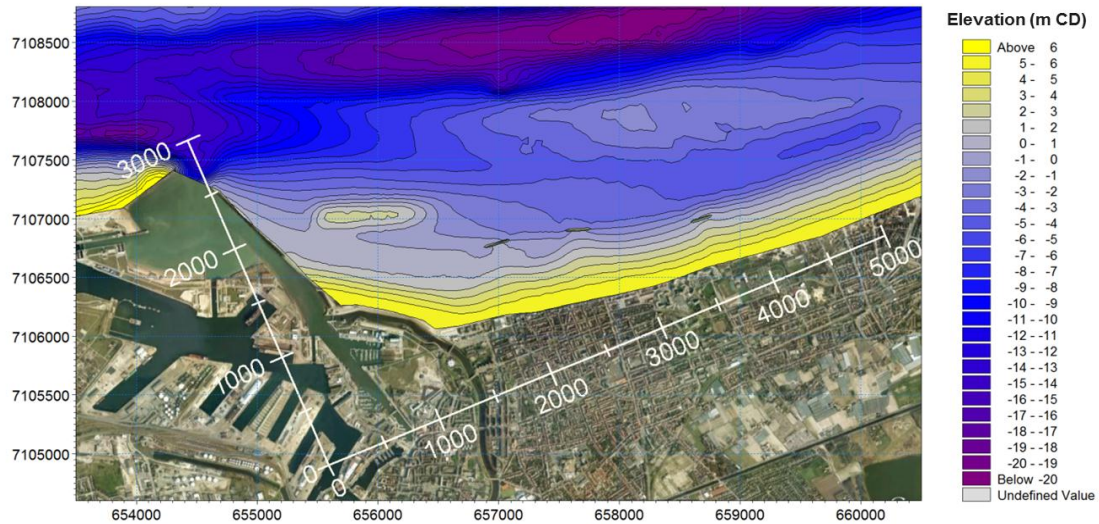 Elevation (m CD)
Above 6
5 - 6
4 - 5
3 - 4
2 - 3
1 - 2
0 - 1
-1 - 0
-2 - -1
-3 - -2
-4 - -3
-5 - -4
-6 - -5
-7 - -6
-8 - -7
-9 - -8
-10 - -9
-11 - -10
-12 - -11
-13 - -12
-14 - -13
-15 - -14
-16 - -15
-17 - -16
-18 - -17
-19 - -18
-20 - -19
Below -20
Undefined Value
7108500
7108000
7107500
7107000
7106500
7106000
7105500
7105000
3000
2000
1000
0
0
1000
2000
3000
4000
5000
654000
655000
656000
657000
658000
659000
660000